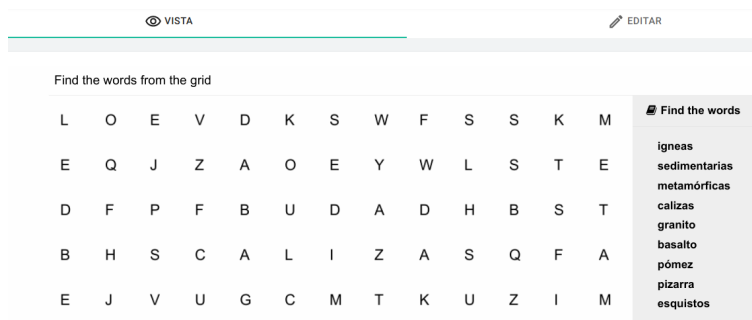 VISTA
EDITAR
Find the words from the grid
L O E V D K S W F S S K M
E Q J Z A O E Y W L S T E
D F P F B U D A D H B S T
B H S C A L I Z A S Q F A
E J V U G C M T K U Z I M
Find the words
igneas
sedimentarias
metamórficas
calizas
granito
basalto
pómez
pizarra
esquistos